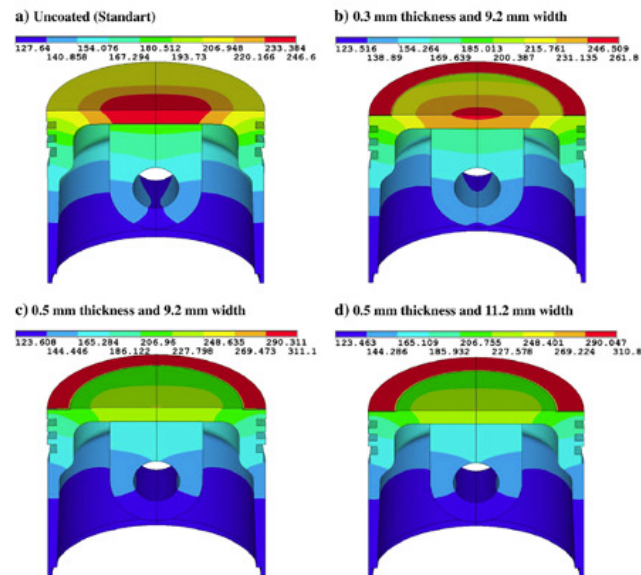 a) Uncoated (Standart)
127.64 154.076 180.512 206.948 233.384
140.858 167.294 193.73 220.166 246.6
b) 0.3 mm thickness and 9.2 mm width
123.516 154.264 185.013 215.761 246.509
138.89 169.639 200.387 231.135 261.8
c) 0.5 mm thickness and 9.2 mm width
123.608 165.284 206.96 248.635 290.311
144.446 186.122 227.798 269.473 311.1
d) 0.5 mm thickness and 11.2 mm width
123.463 165.109 206.755 248.401 290.047
144.286 185.932 227.578 269.224 310.8